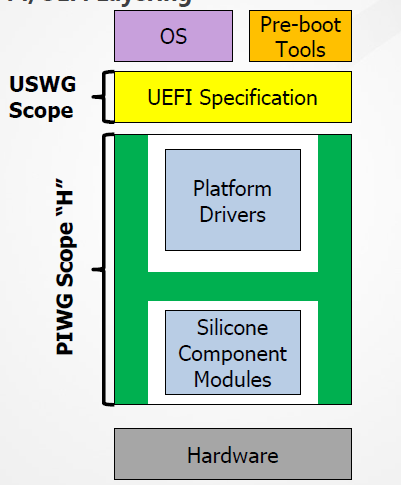 PI/UEFI Layering
OS
Pre-boot
Tools
USWG
Scope
UEFI Specification
PIWG Scope "H"
Platform
Drivers
Silicone
Component
Modules
Hardware